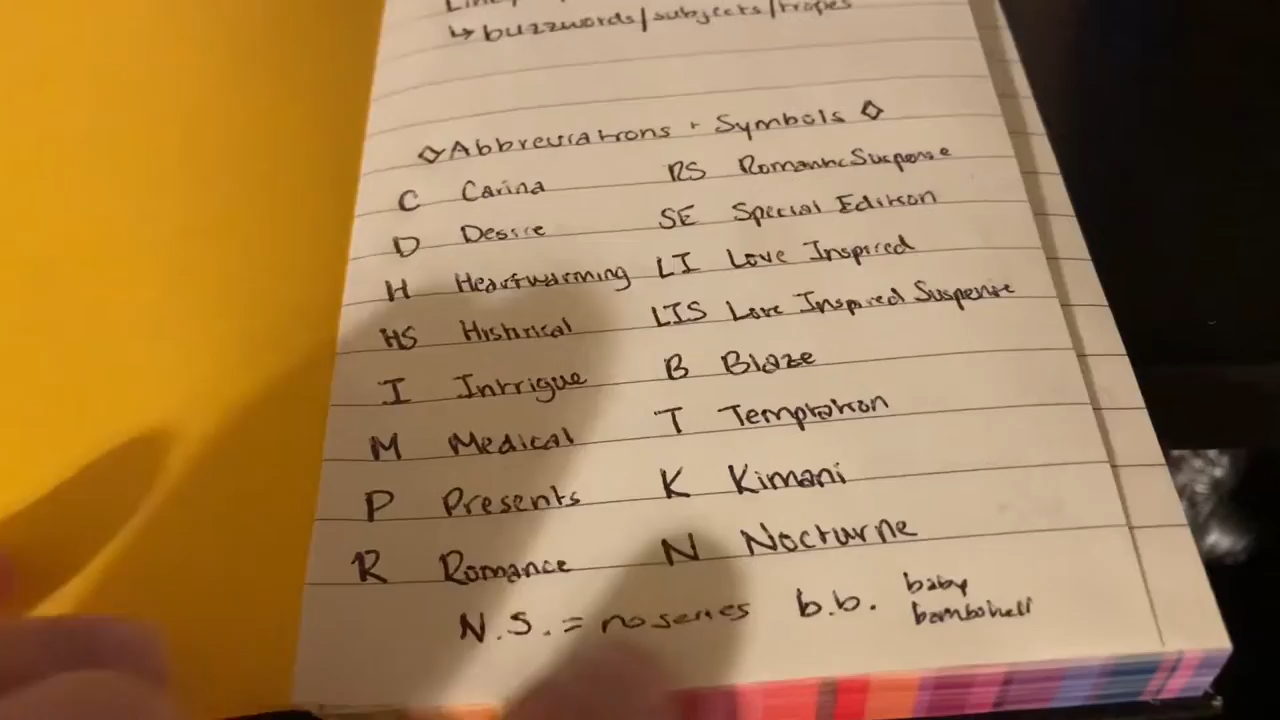 ↳ buzzwords/subjects/tropes
◇ Abbreviations + Symbols ◇
C Carina RS Romantic Suspense
D Desire SE Special Edition
H Heartwarming LI Love Inspired
HS Historical LIS Love Inspired Suspense
I Intrigue B Blaze
M Medical T Temptation
P Presents K Kimani
R Romance N Nocturne
N.S. = no series b.b. baby
bombshell